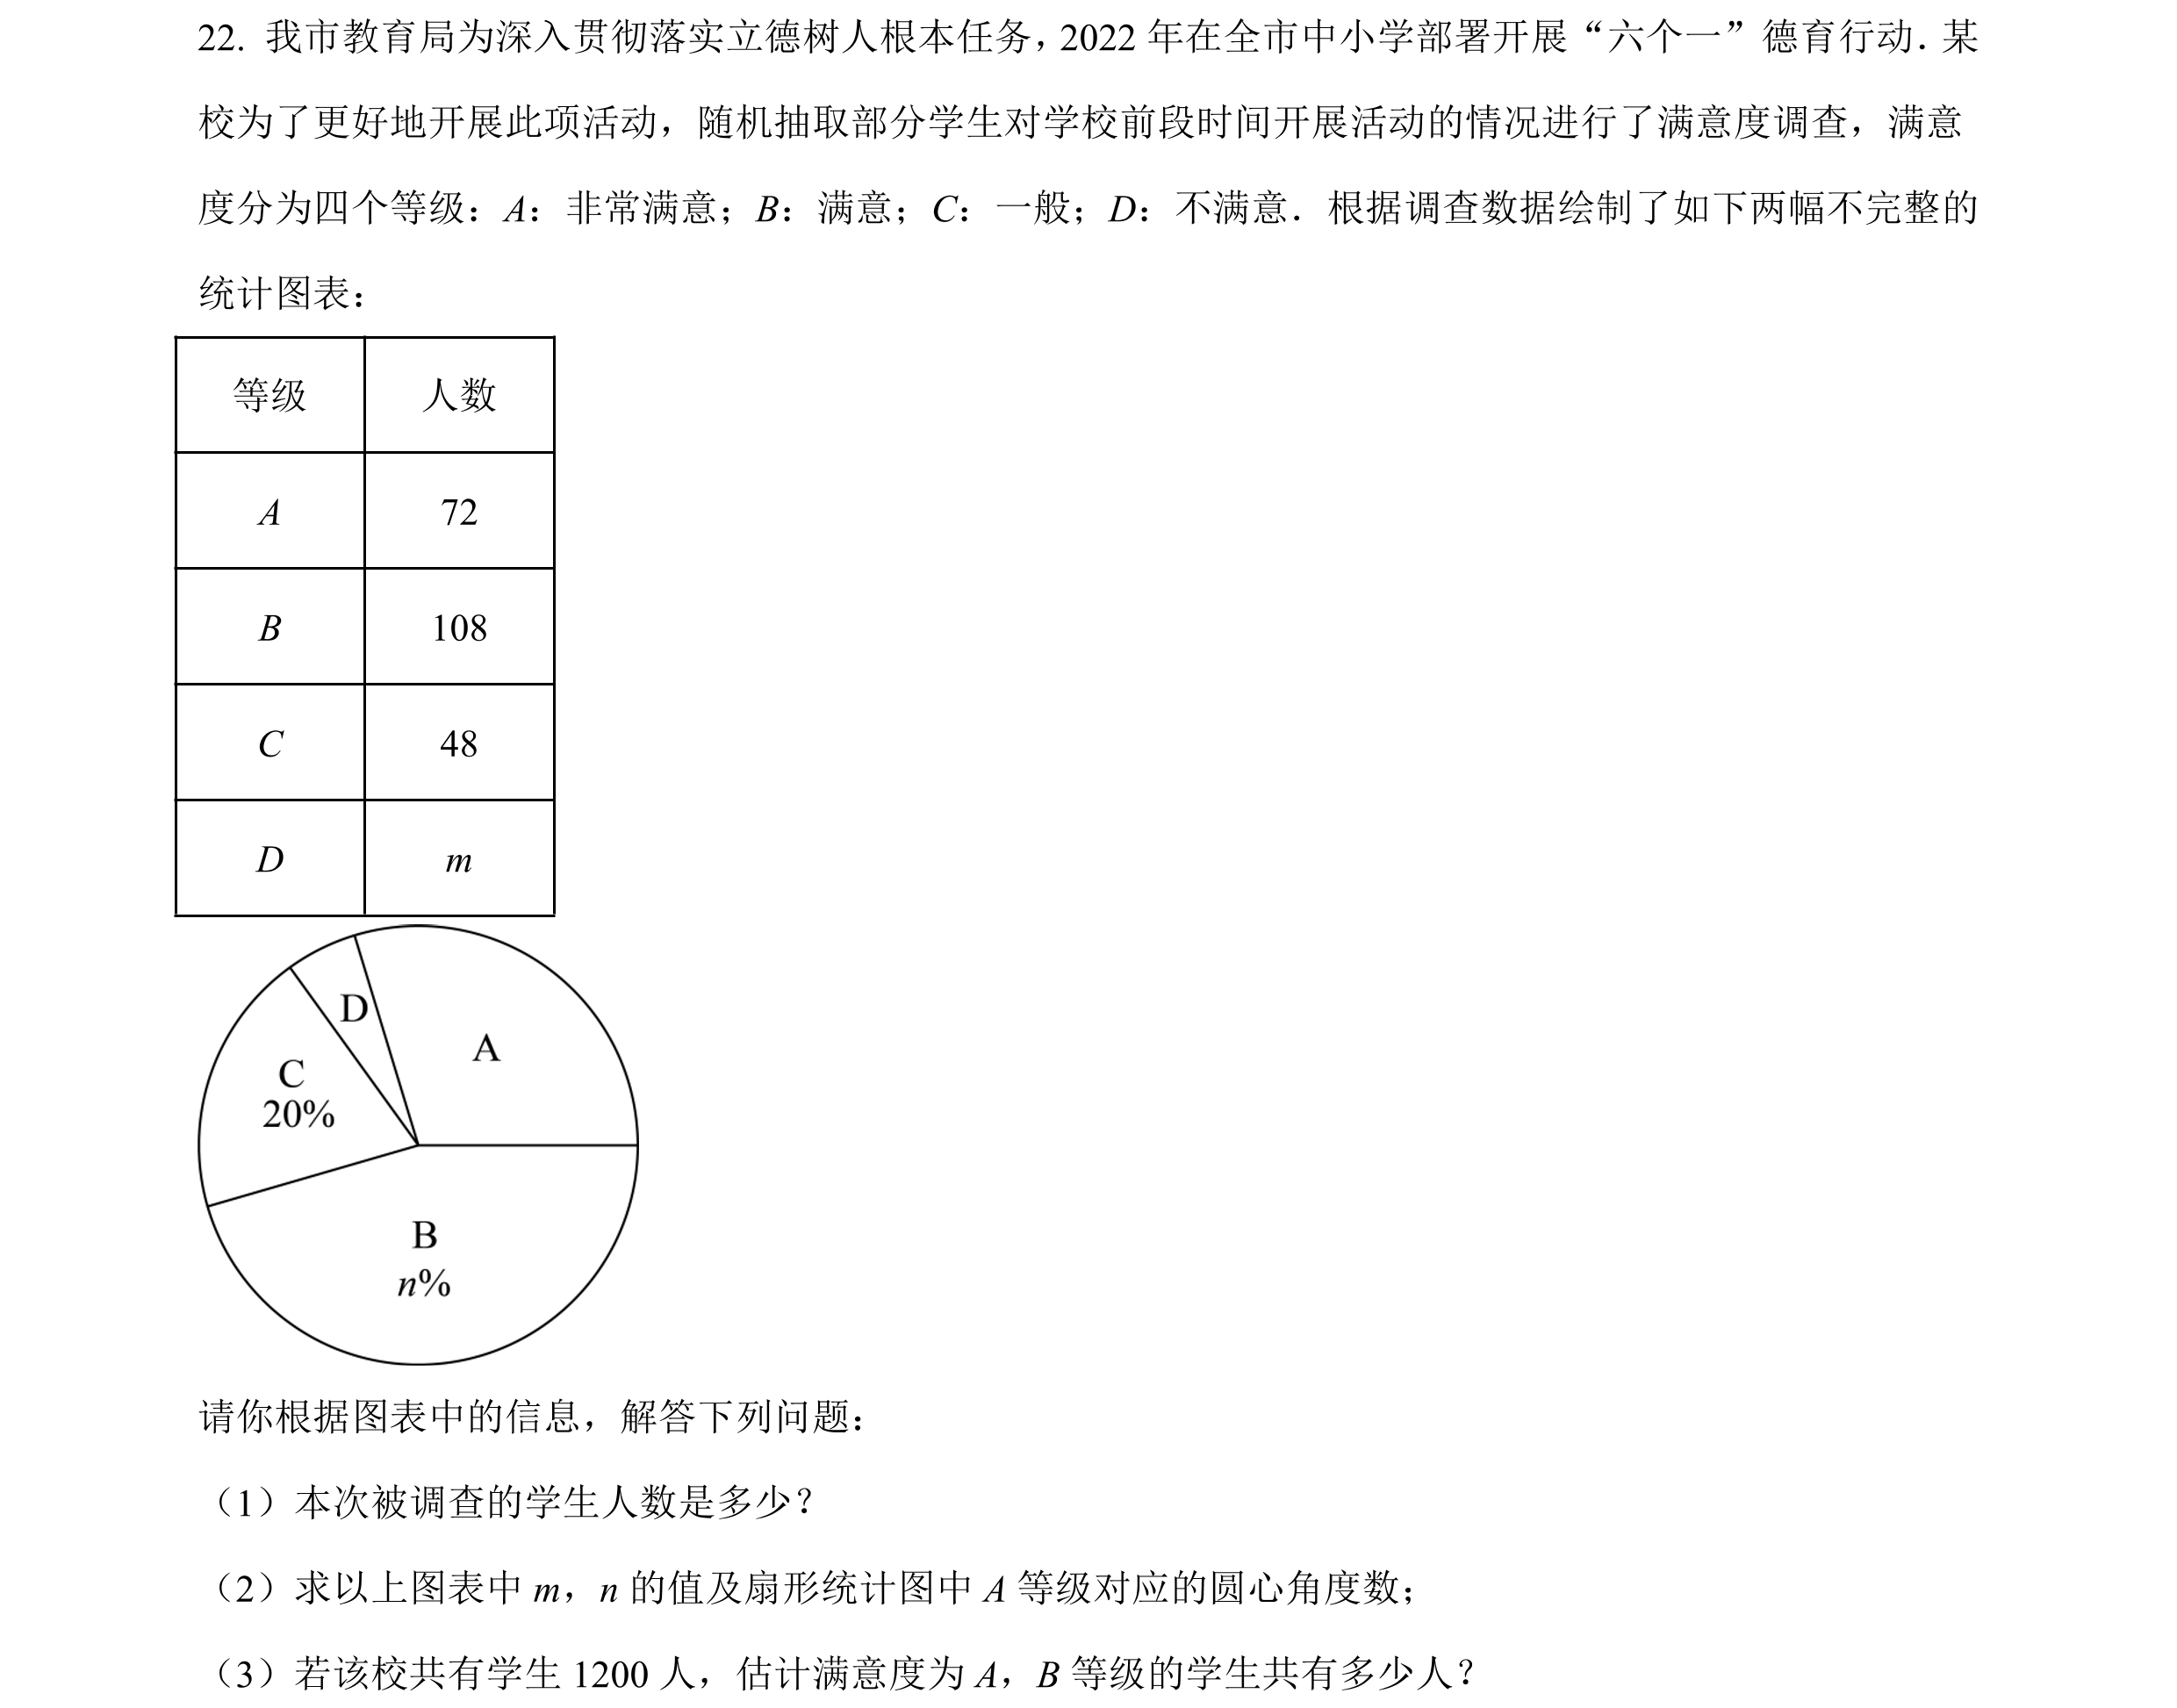 22. 我市教育局为深入贯彻落实立德树人根本任务，2022 年在全市中小学部署开展“六个一”德育行动．某
校为了更好地开展此项活动，随机抽取部分学生对学校前段时间开展活动的情况进行了满意度调查，满意
度分为四个等级：A：非常满意；B：满意；C：一般；D：不满意．根据调查数据绘制了如下两幅不完整的
统计图表：
等级 人数
A 72
B 108
C 48
D m
D
A
C
20%
B
n%
请你根据图表中的信息，解答下列问题：
（1）本次被调查的学生人数是多少？
（2）求以上图表中 m，n 的值及扇形统计图中 A 等级对应的圆心角度数；
（3）若该校共有学生 1200 人，估计满意度为 A，B 等级的学生共有多少人？